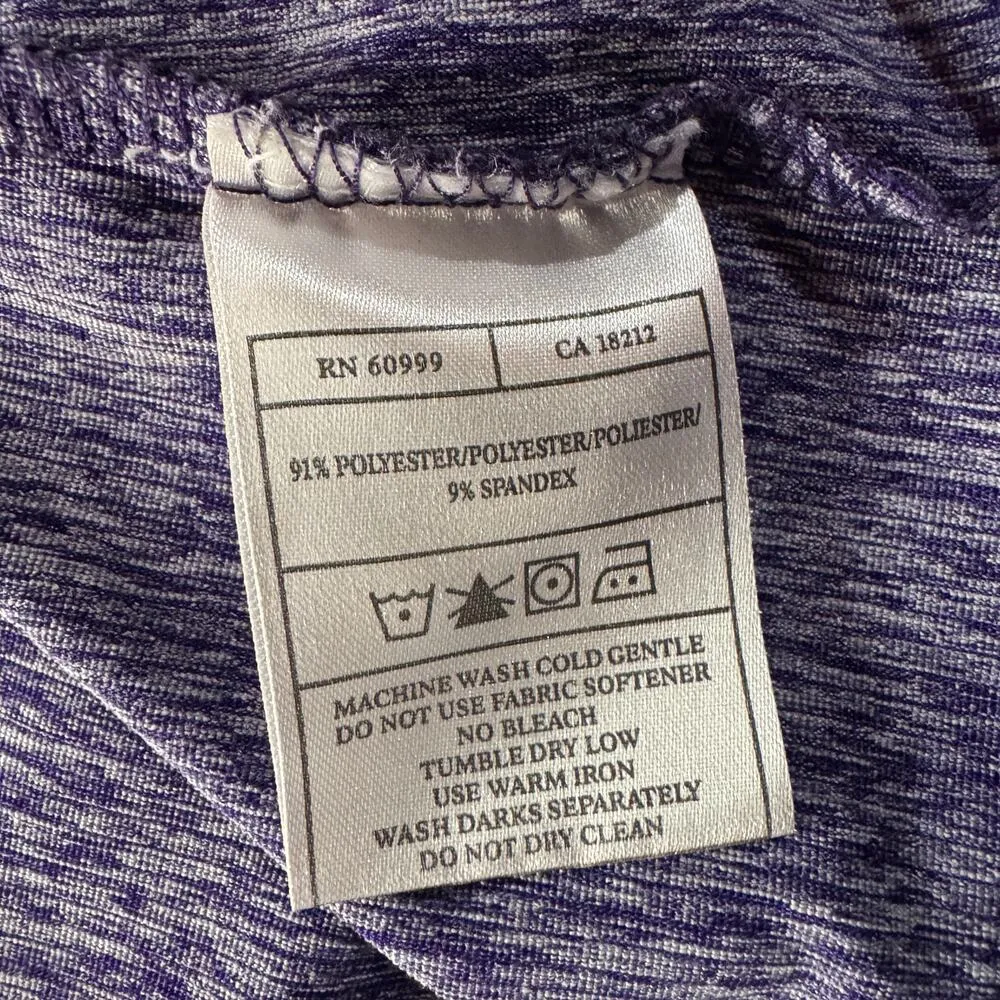 RN 60999 CA 18212
91% POLYESTER/POLYESTER/POLIESTER/
9% SPANDEX
MACHINE WASH COLD GENTLE
DO NOT USE FABRIC SOFTENER
NO BLEACH
TUMBLE DRY LOW
USE WARM IRON
WASH DARKS SEPARATELY
DO NOT DRY CLEAN